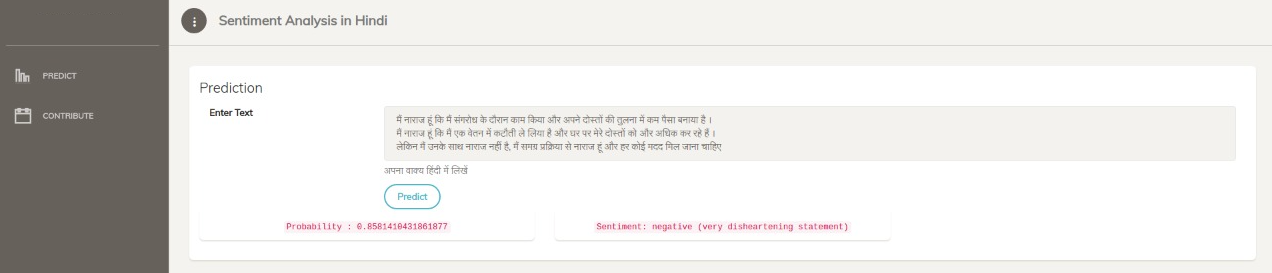 Sentiment Analysis in Hindi
PREDICT
CONTRIBUTE
Prediction
Enter Text
मैं नाराज हूं कि मैं संगरोध के दौरान काम किया और अपने दोस्तों की तुलना में कम पैसा बनाया है ।
मैं नाराज हूं कि मैं एक वेतन में कटौती ले लिया है और घर पर मेरे दोस्तों को और अधिक कर रहे हैं ।
लेकिन मैं उनके साथ नाराज नहीं है, मैं समग्र प्रक्रिया से नाराज हूं और हर कोई मदद मिल जाना चाहिए
अपना वाक्य हिंदी में लिखें
Predict
Probability : 0.8581410431861877
Sentiment: negative (very disheartening statement)